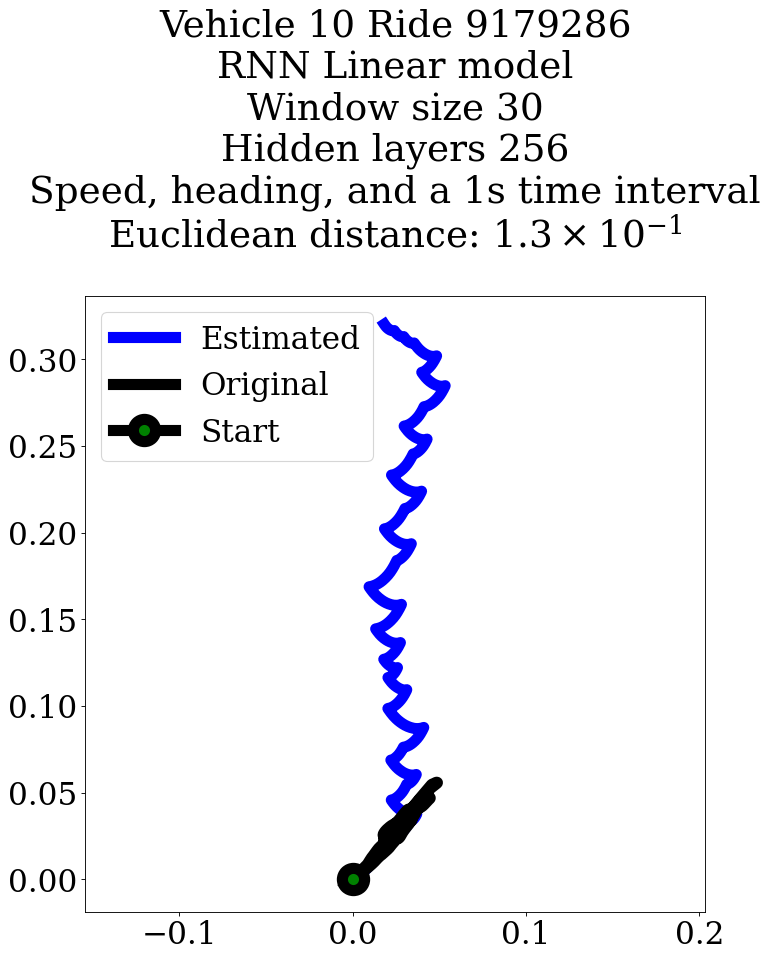 Vehicle 10 Ride 9179286
RNN Linear model
Window size 30
Hidden layers 256
Speed, heading, and a 1s time interval
Euclidean distance: 1.3 × 10⁻¹
Estimated
Original
Start
0.30
0.25
0.20
0.15
0.10
0.05
0.00
−0.1 0.0 0.1 0.2